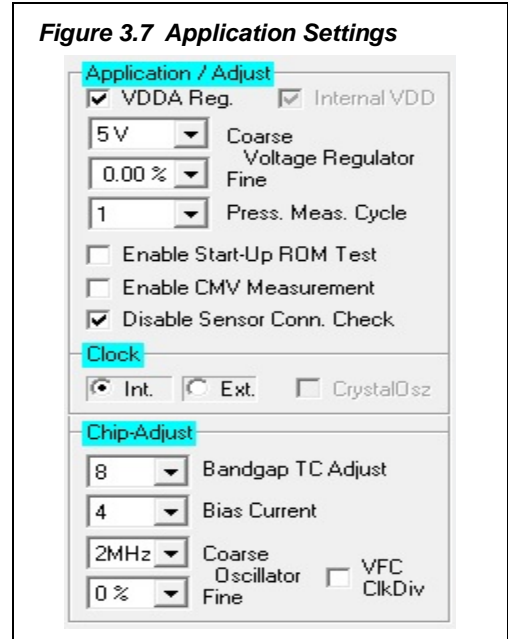 Figure 3.7 Application Settings
Application / Adjust
VDDA Reg. Internal VDD
5 V Coarse
Voltage Regulator
0.00 % Fine
1 Press. Meas. Cycle
Enable Start-Up ROM Test
Enable CMV Measurement
Disable Sensor Conn. Check
Clock
Int. Ext. CrystalOsz
Chip-Adjust
8 Bandgap TC Adjust
4 Bias Current
2MHz Coarse
Oscillator VFC
0 % Fine ClkDiv